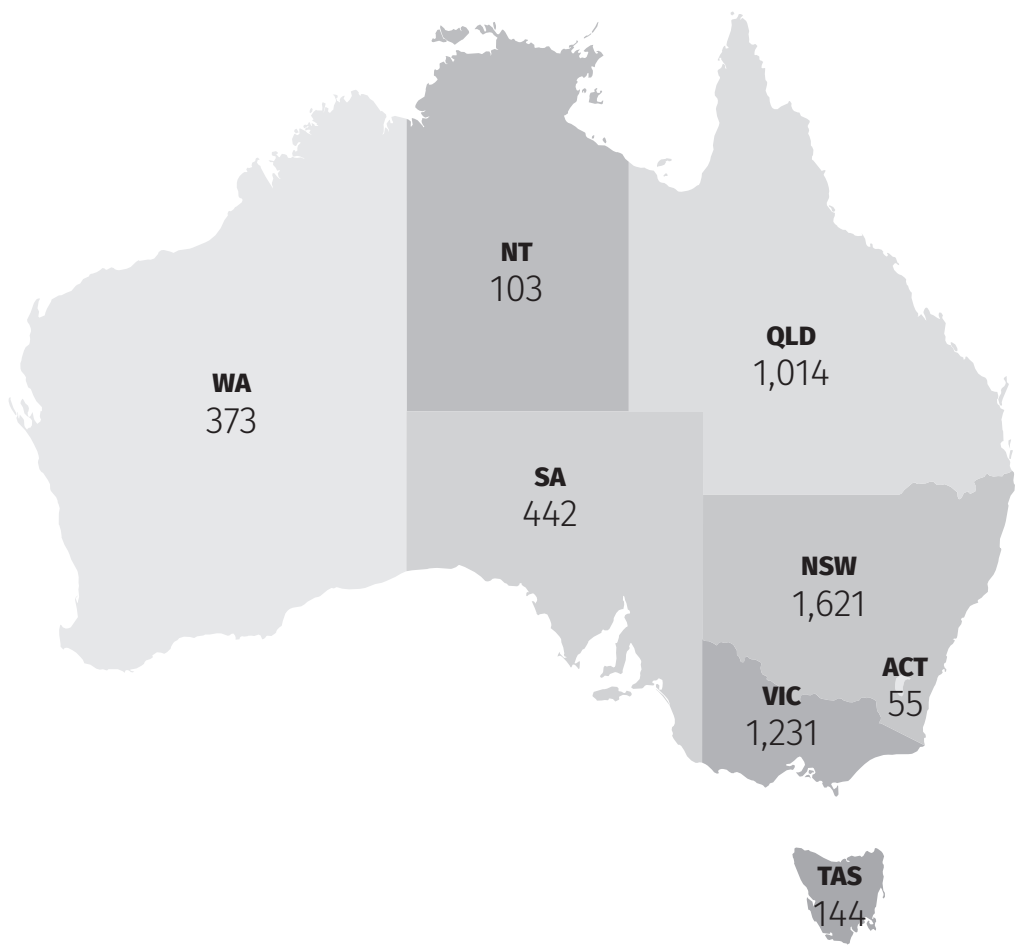 NT
103
QLD
1,014
WA
373
SA
442
NSW
1,621
ACT
55
VIC
1,231
TAS
144